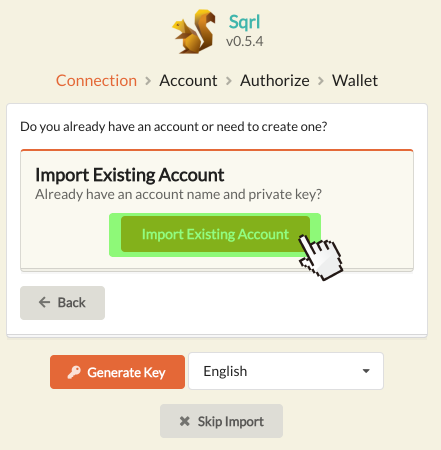 Sqrl
v0.5.4
Connection > Account > Authorize > Wallet
Do you already have an account or need to create one?
Import Existing Account
Already have an account name and private key?
Import Existing Account
Back
Generate Key
English
Skip Import